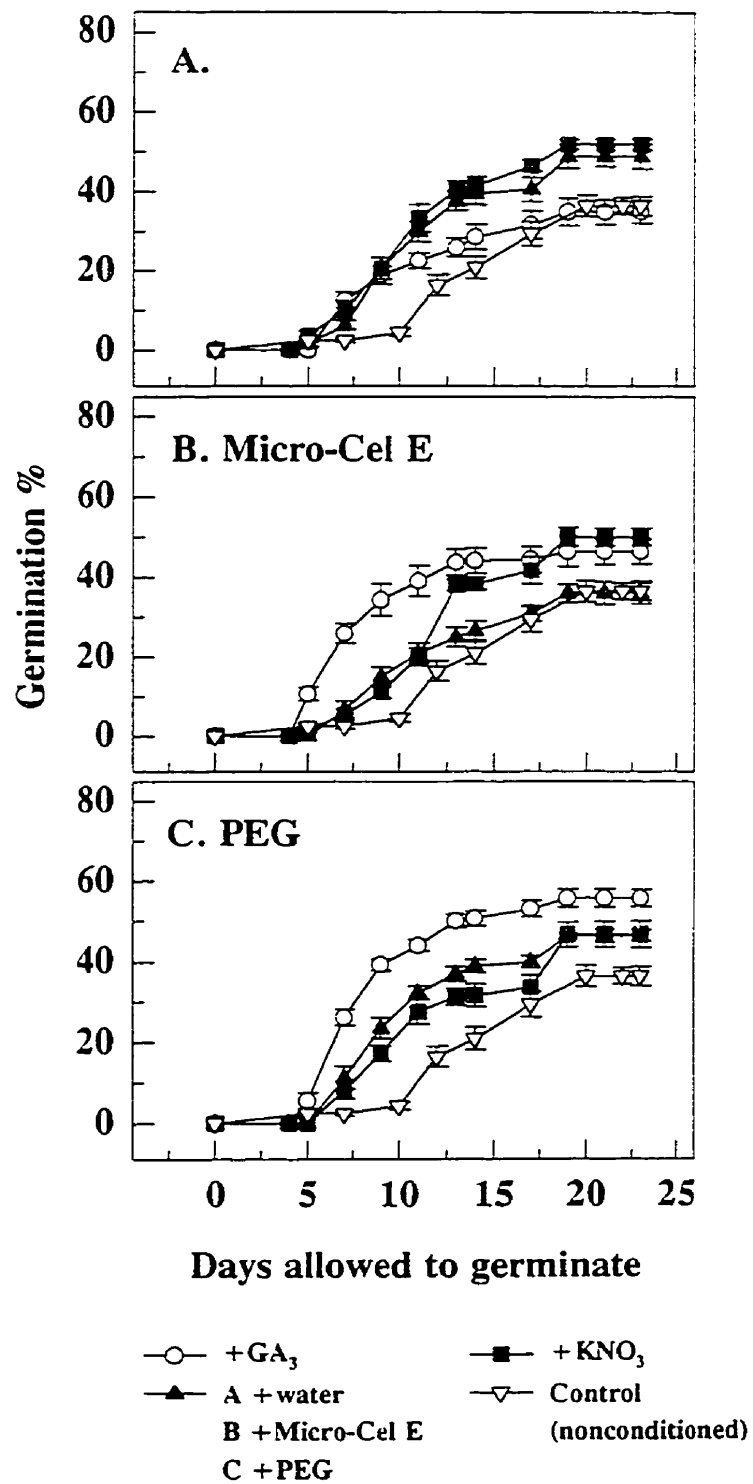 80
A.
60
40
20
0
80
B. Micro-Cel E
60
40
20
0
80
C. PEG
60
40
20
0
Germination %
0 5 10 15 20 25
Days allowed to germinate
+GA₃
+KNO₃
A +water
Control
B +Micro-Cel E
(nonconditioned)
C +PEG